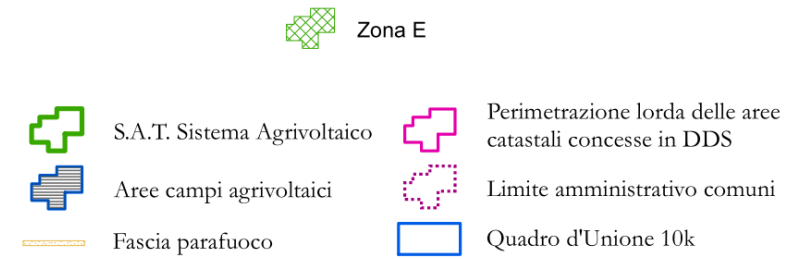 Zona E
S.A.T. Sistema Agrivoltaico
Aree campi agrivoltaici
Fascia parafuoco
Perimetrazione lorda delle aree
catastali concesse in DDS
Limite amministrativo comuni
Quadro d'Unione 10k